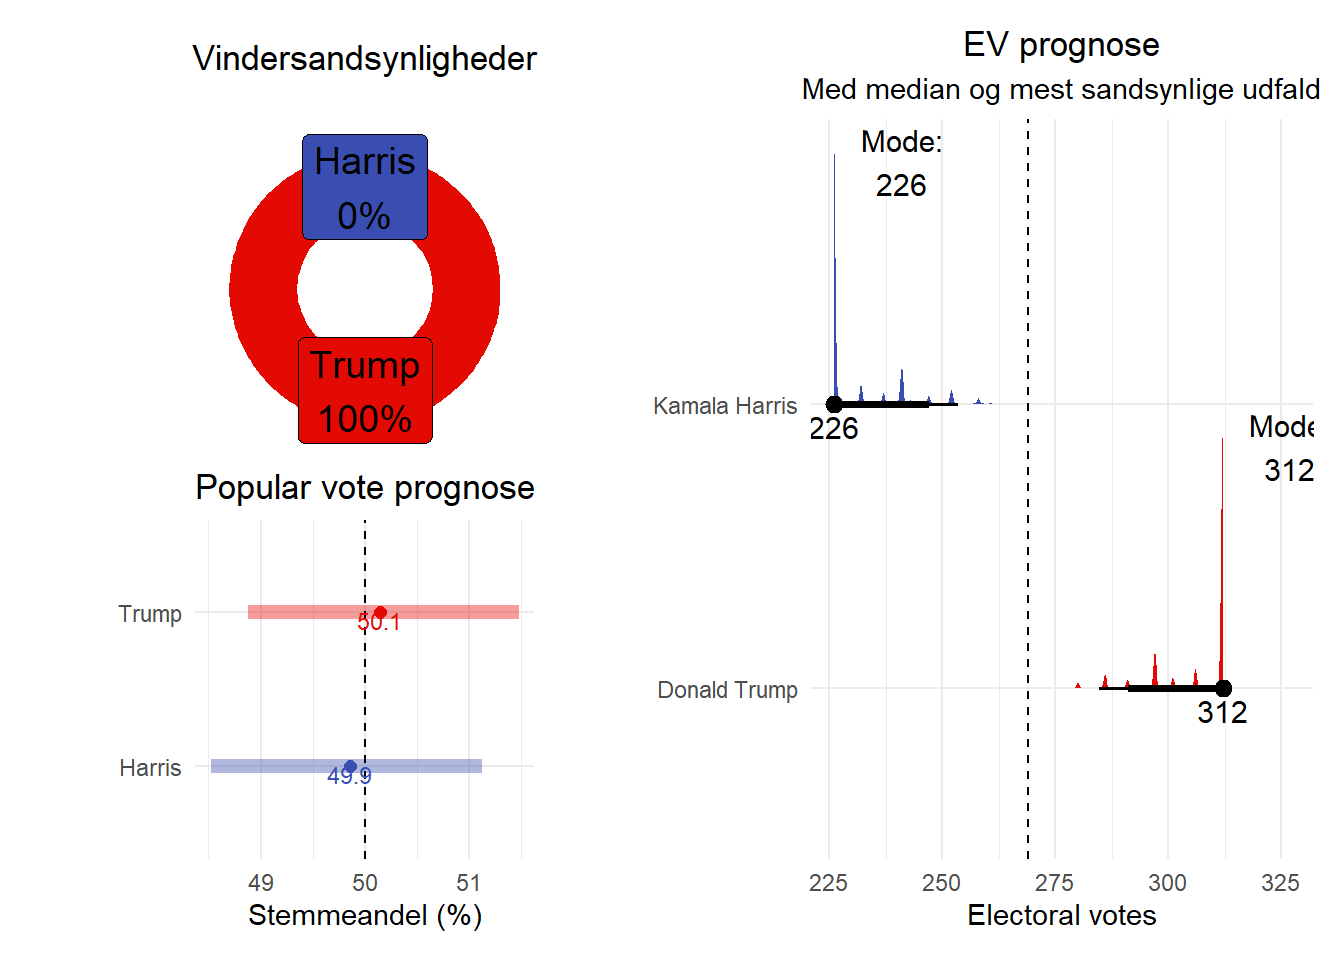 Vindersandsynligheder
Harris
0%
Trump
100%
Popular vote prognose
Trump
50.1
Harris
49.9
49 50 51
Stemmeandel (%)
EV prognose
Med median og mest sandsynlige udfald
Mode:
226
Kamala Harris
226
Mode
312
Donald Trump
312
225 250 275 300 325
Electoral votes